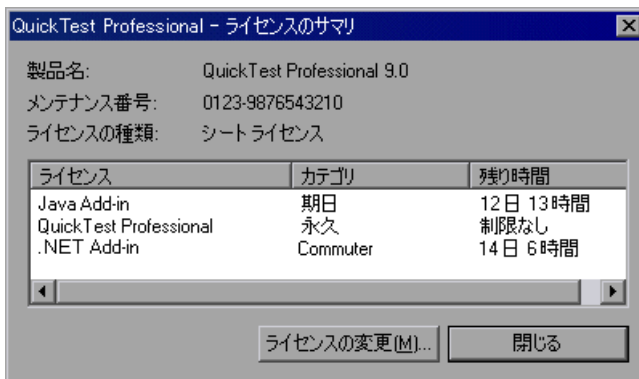 QuickTest Professional - ライセンスのサマリ
製品名: QuickTest Professional 9.0
メンテナンス番号: 0123-9876543210
ライセンスの種類: シートライセンス
ライセンス カテゴリ 残り時間
Java Add-in 期日 12日 13時間
QuickTest Professional 永久 制限なし
.NET Add-in Commuter 14日 6時間
ライセンスの変更(M)... 閉じる